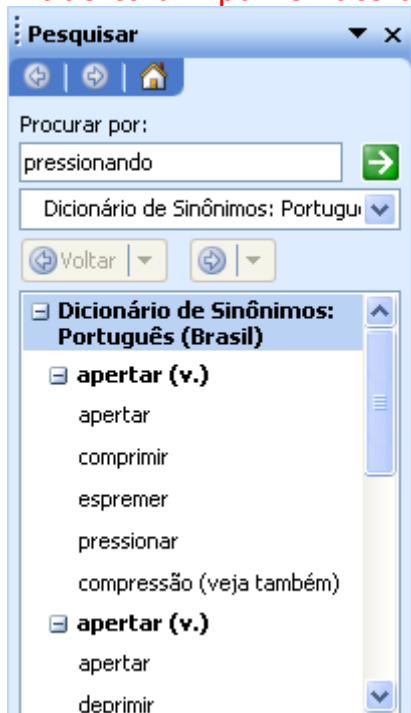 Pesquisar
Procurar por:
pressionando
Dicionário de Sinônimos:
Voltar
Dicionário de Sinônimos:
Português (Brasil)
apertar (v.)
apertar
comprimir
espremer
pressionar
compressão (veja também)
apertar (v.)
apertar
deprimir